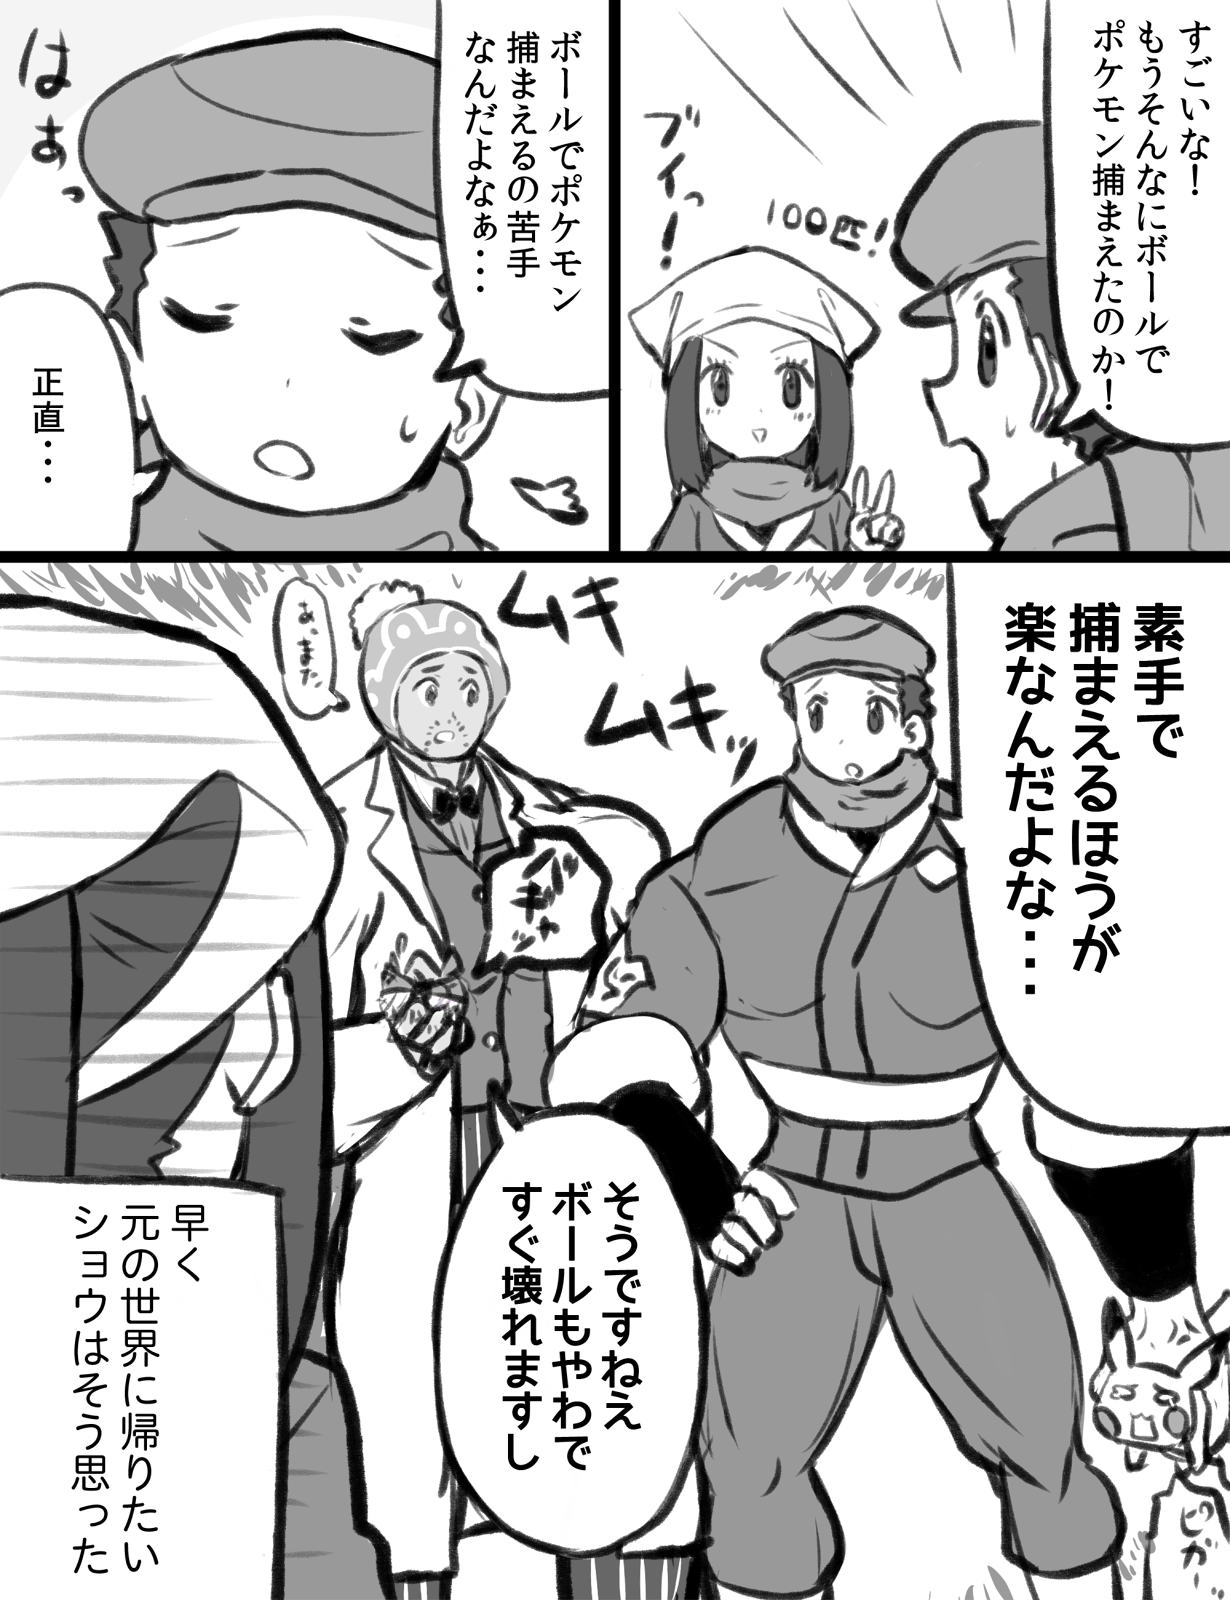 すごいな！
もうそんなにボールで
ポケモン捕まえたのか！
100匹！
ブイっ！
ボールでポケモン
捕まえるの苦手
なんだよなぁ・・・
はぁっ
正直・・・
素手で
捕まえるほうが
楽なんだよな・・・
ムキ
ムキッ
あ、また
バキャッ
そうですねえ
ボールもやわで
すぐ壊れますし
ピガー
早く
元の世界に帰りたい
ショウはそう思った